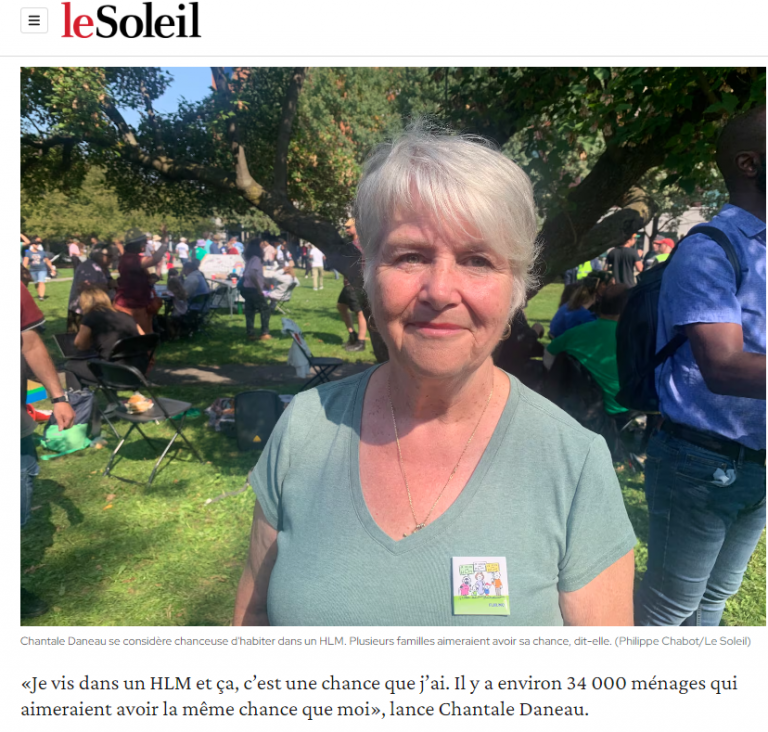 leSoleil
Chantale Daneau se considère chanceuse d'habiter dans un HLM. Plusieurs familles aimeraient avoir sa chance, dit-elle. (Philippe Chabot/Le Soleil)
«Je vis dans un HLM et ça, c'est une chance que j'ai. Il y a environ 34 000 ménages qui
aimeraient avoir la même chance que moi», lance Chantale Daneau.